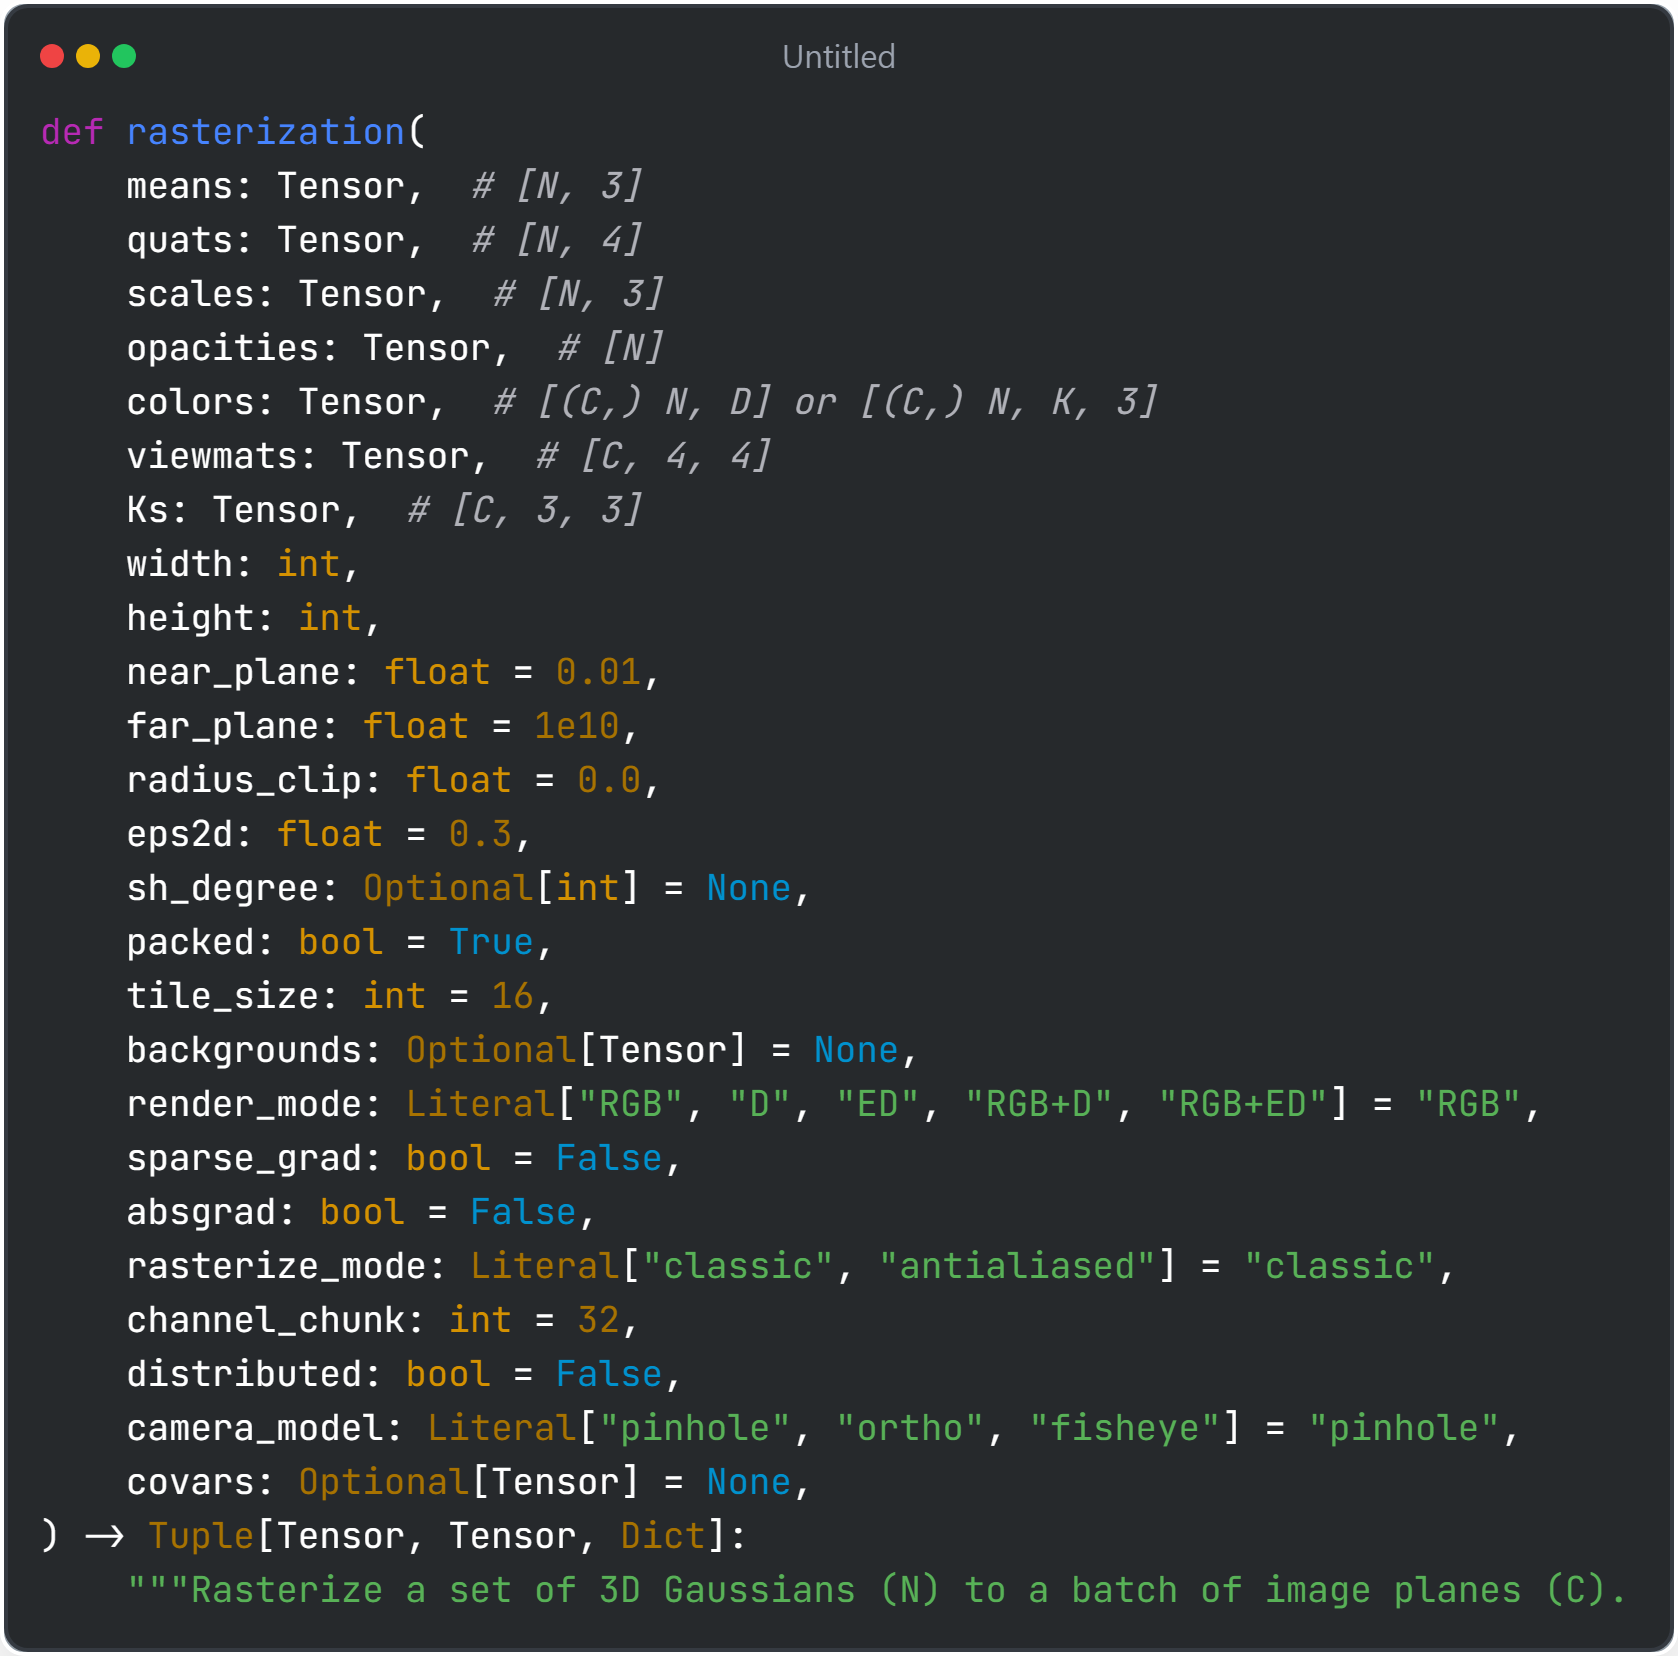 Untitled
def rasterization(
    means: Tensor,  # [N, 3]
    quats: Tensor,  # [N, 4]
    scales: Tensor,  # [N, 3]
    opacities: Tensor,  # [N]
    colors: Tensor,  # [(C,) N, D] or [(C,) N, K, 3]
    viewmats: Tensor,  # [C, 4, 4]
    Ks: Tensor,  # [C, 3, 3]
    width: int,
    height: int,
    near_plane: float = 0.01,
    far_plane: float = 1e10,
    radius_clip: float = 0.0,
    eps2d: float = 0.3,
    sh_degree: Optional[int] = None,
    packed: bool = True,
    tile_size: int = 16,
    backgrounds: Optional[Tensor] = None,
    render_mode: Literal["RGB", "D", "ED", "RGB+D", "RGB+ED"] = "RGB",
    sparse_grad: bool = False,
    absgrad: bool = False,
    rasterize_mode: Literal["classic", "antialiased"] = "classic",
    channel_chunk: int = 32,
    distributed: bool = False,
    camera_model: Literal["pinhole", "ortho", "fisheye"] = "pinhole",
    covars: Optional[Tensor] = None,
) -> Tuple[Tensor, Tensor, Dict]:
    """Rasterize a set of 3D Gaussians (N) to a batch of image planes (C).